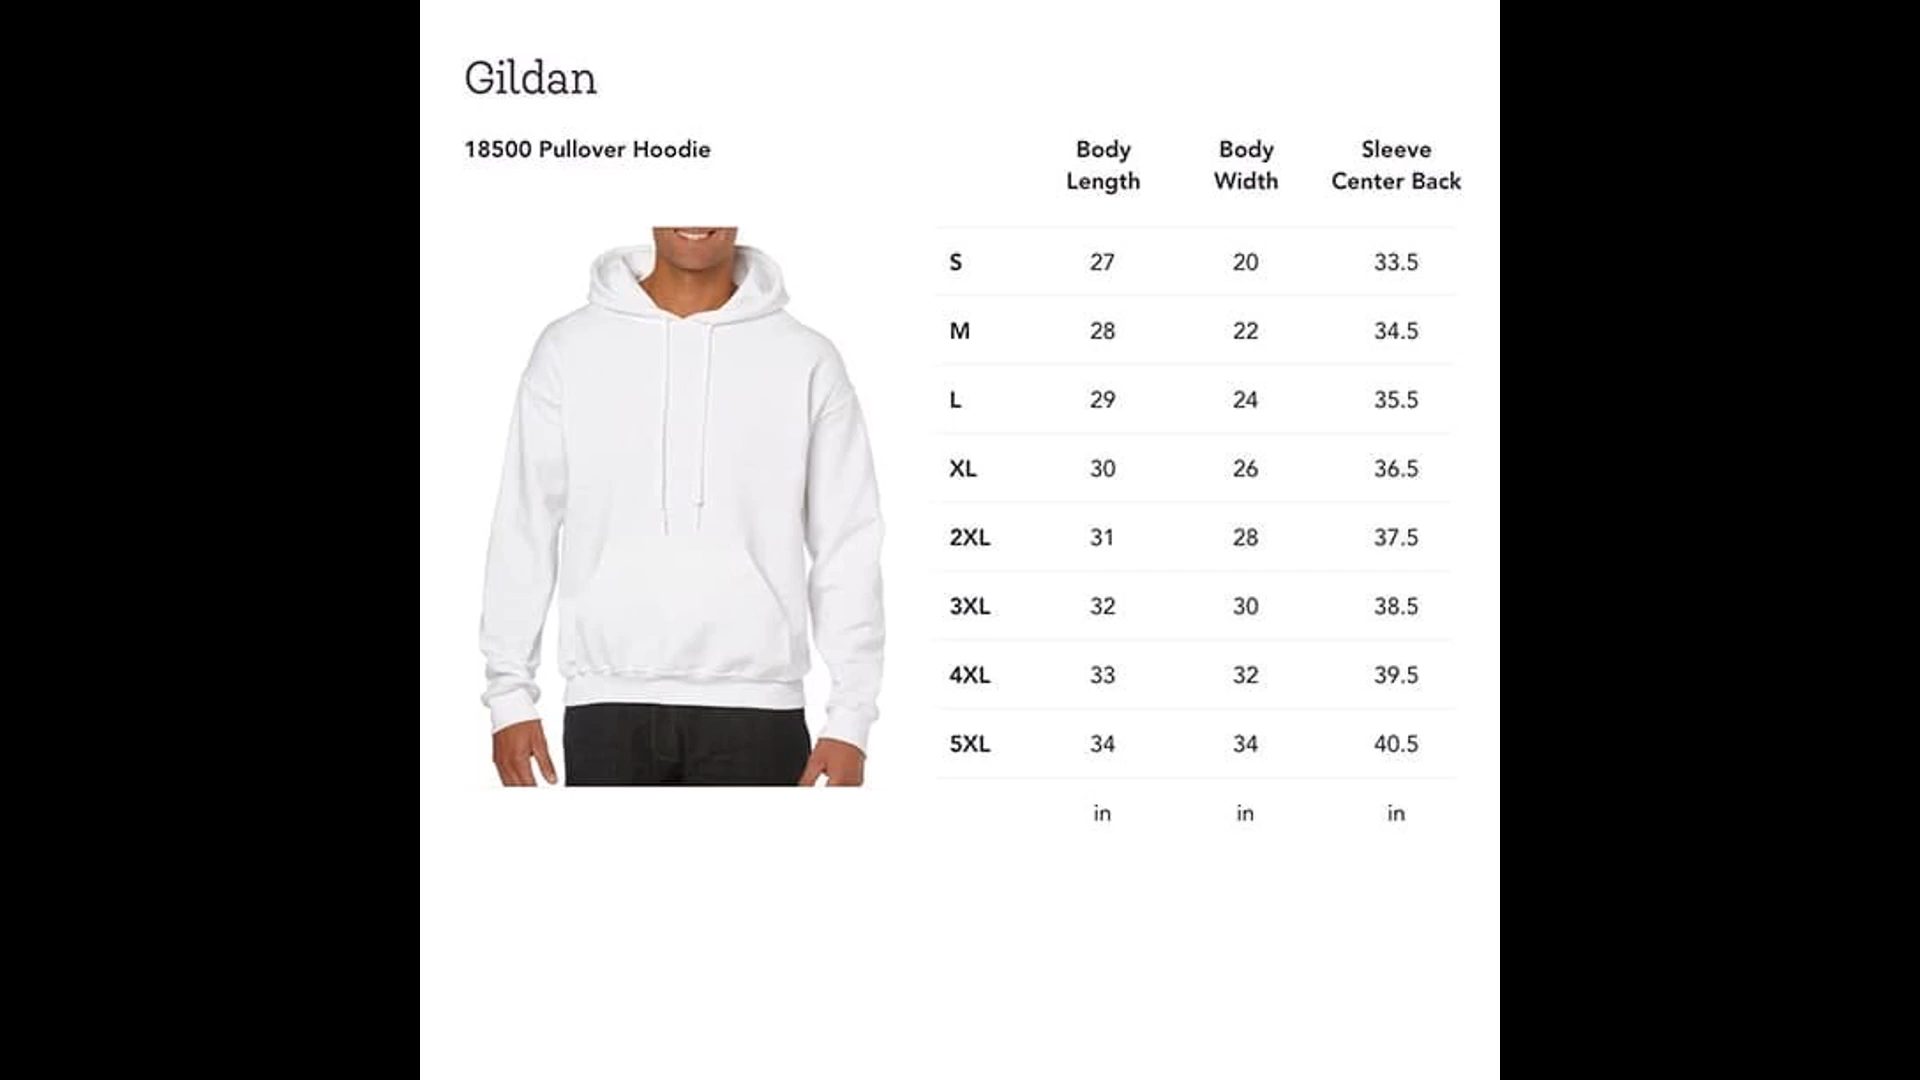 Gildan
18500 Pullover Hoodie
Body Length Body Width Sleeve Center Back
S 27 20 33.5
M 28 22 34.5
L 29 24 35.5
XL 30 26 36.5
2XL 31 28 37.5
3XL 32 30 38.5
4XL 33 32 39.5
5XL 34 34 40.5
in in in